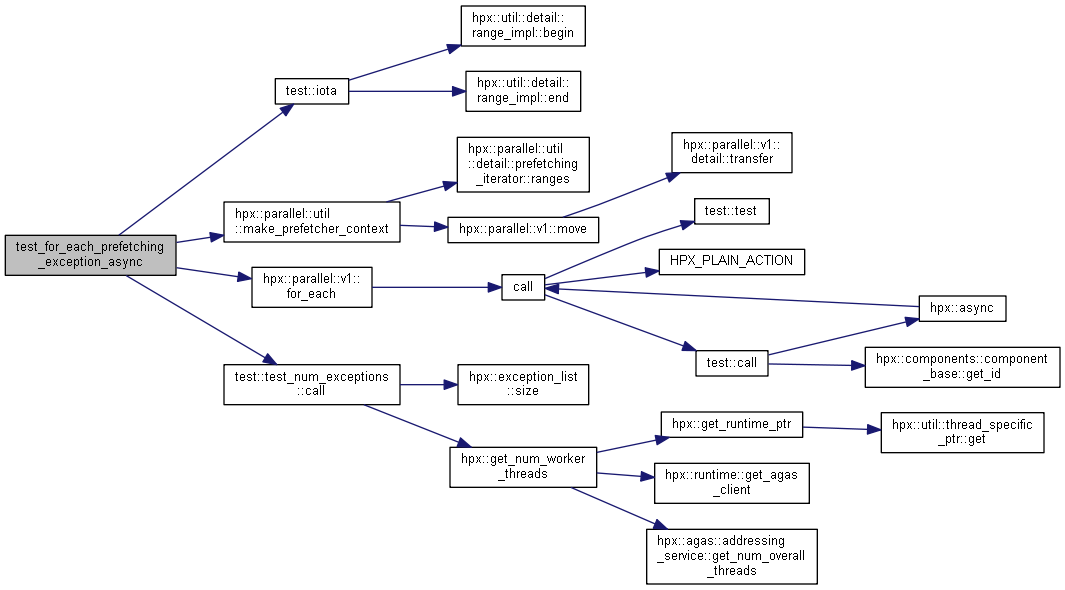 hpx::util::detail::
range_impl::begin
test::iota
hpx::util::detail::
range_impl::end
hpx::parallel::util
::detail::prefetching
_iterator::ranges
hpx::parallel::v1::
detail::transfer
test::test
hpx::parallel::util
::make_prefetcher_context
hpx::parallel::v1::move
test_for_each_prefetching
_exception_async
HPX_PLAIN_ACTION
hpx::parallel::v1::
for_each
call
hpx::async
test::call
hpx::components::component
_base::get_id
test::test_num_exceptions
::call
hpx::exception_list
::size
hpx::get_runtime_ptr
hpx::util::thread_specific
_ptr::get
hpx::get_num_worker
_threads
hpx::runtime::get_agas
_client
hpx::agas::addressing
_service::get_num_overall
_threads